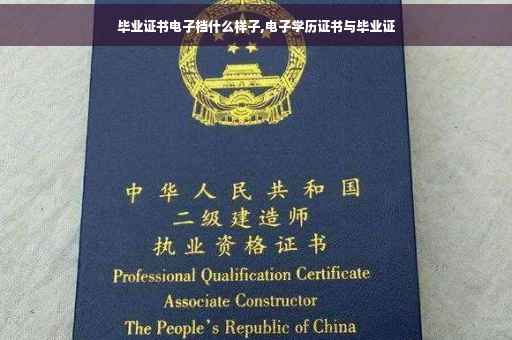 毕业证书电子档什么样子,电子学历证书与毕业证
中华人民共和国
二级建造师
执业资格证书
Professional Qualification Certificate
Associate Constructor
The People's Republic of China